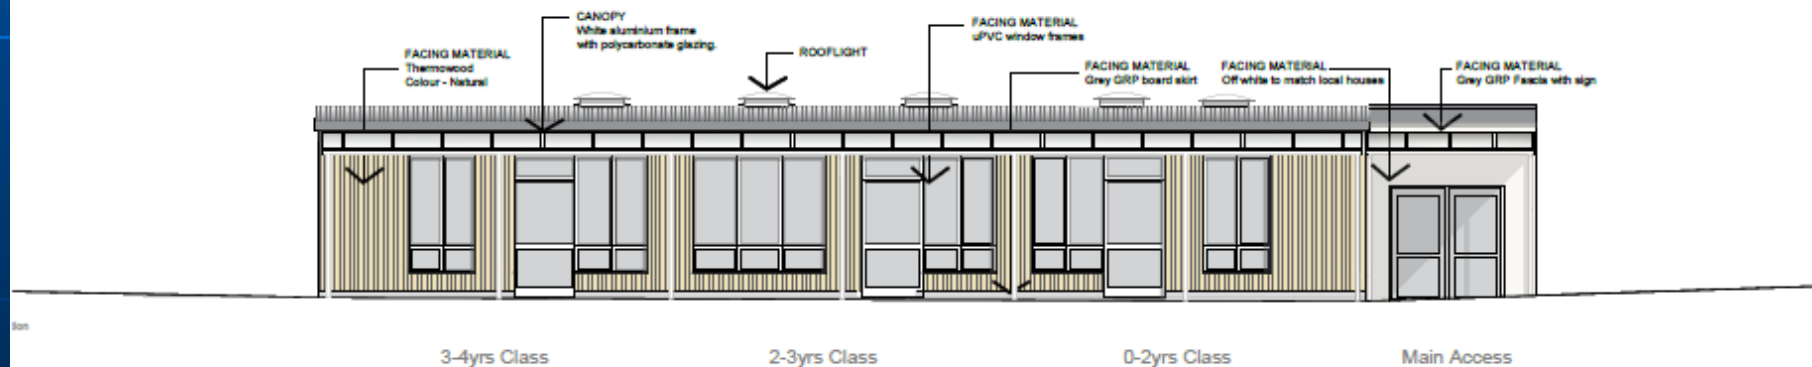 CANOPY
White aluminium frame
with polycarbonate glazing.
FACING MATERIAL
uPVC window frames
FACING MATERIAL
Thermowood
Colour - Natural
ROOFLIGHT
FACING MATERIAL
Grey GRP board skirt
FACING MATERIAL
Off white to match local houses
FACING MATERIAL
Grey GRP Fascia with sign
3-4yrs Class
2-3yrs Class
0-2yrs Class
Main Access